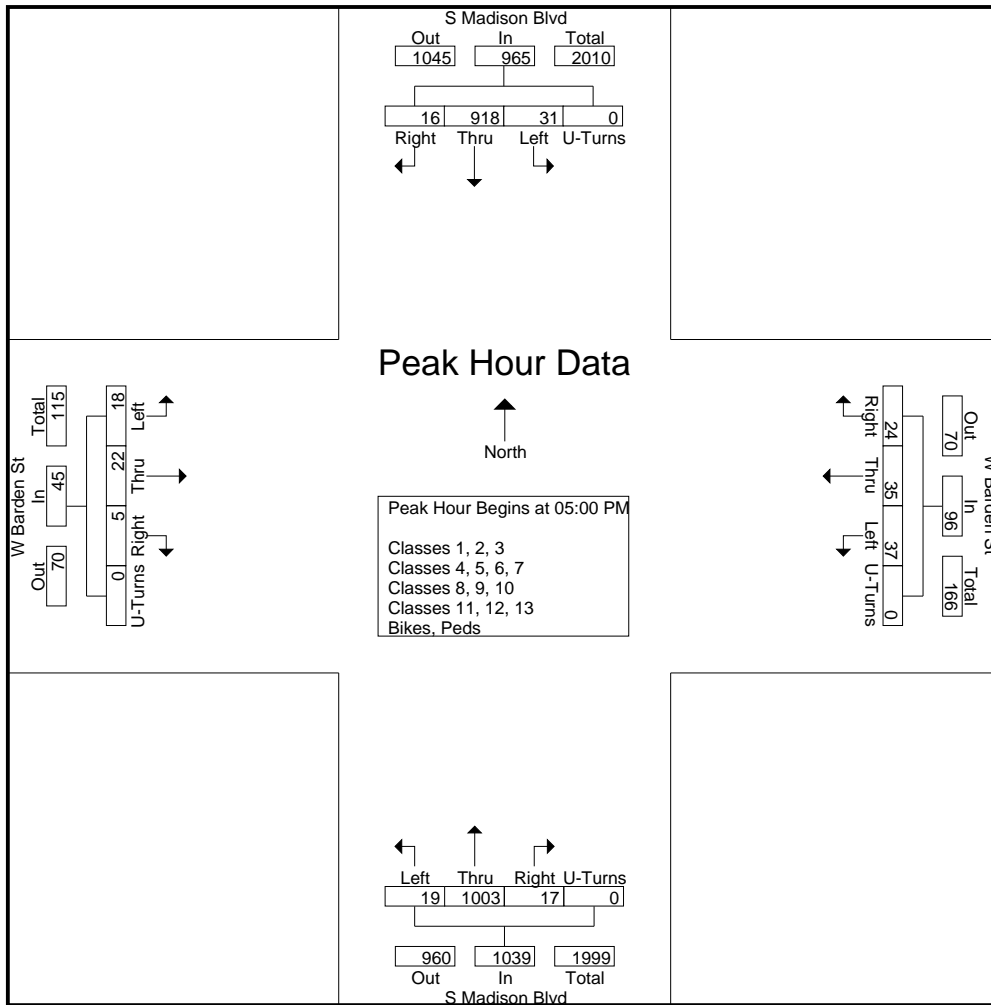 S Madison Blvd
Out In Total
1045 965 2010
16 918 31 0
Right Thru Left U-Turns
Peak Hour Data
North
W Barden St
Total In Out
115 45 70
18 22 5 0
Left Thru Right U-Turns
Peak Hour Begins at 05:00 PM
Classes 1, 2, 3
Classes 4, 5, 6, 7
Classes 8, 9, 10
Classes 11, 12, 13
Bikes, Peds
Right Thru Left U-Turns
24 35 37 0
Out In Total
70 96 166
W Barden St
Left Thru Right U-Turns
19 1003 17 0
960 1039 1999
Out In Total
S Madison Blvd